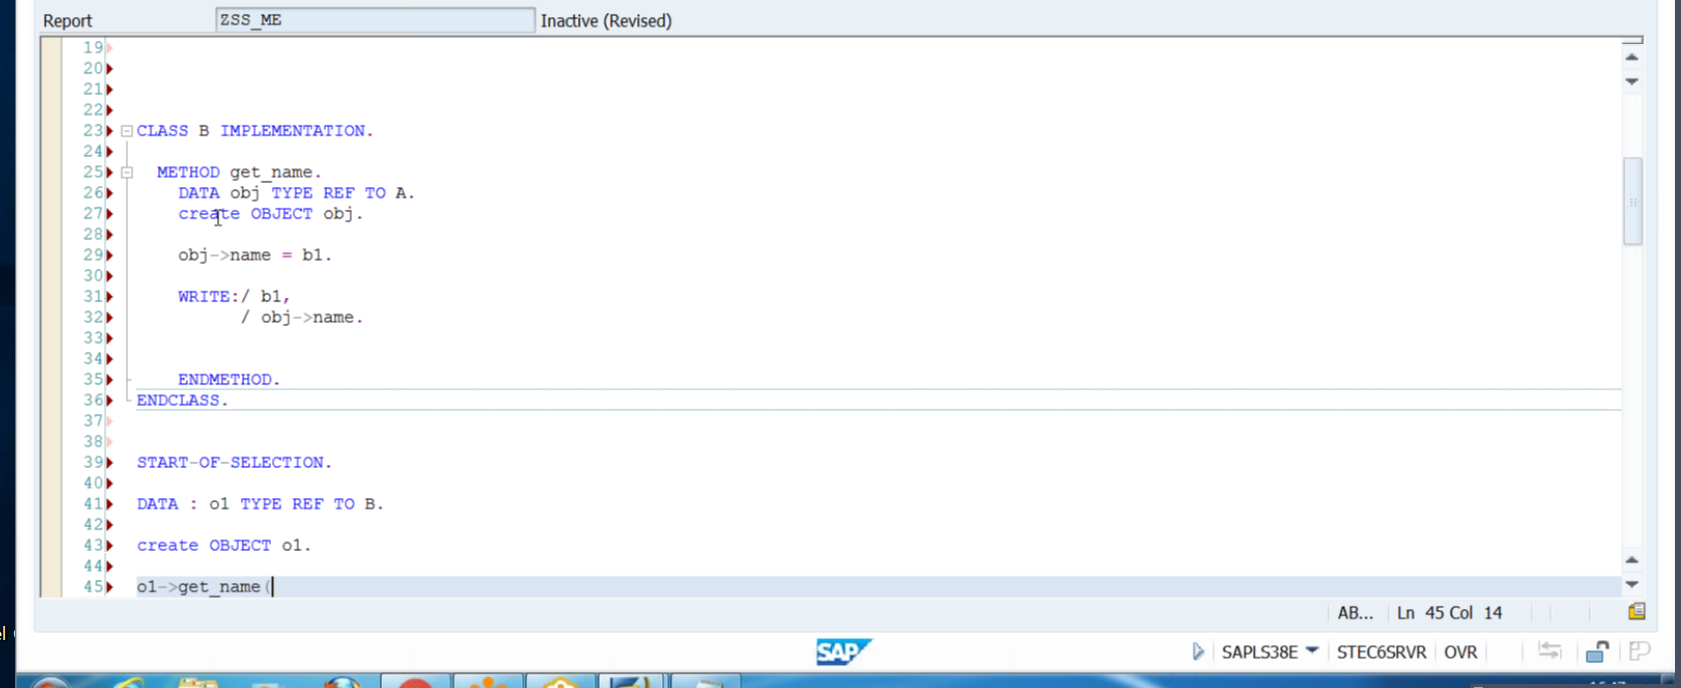 Report ZSS_ME Inactive (Revised)
19
20
21
22
23 CLASS B IMPLEMENTATION.
24
25 METHOD get_name.
26 DATA obj TYPE REF TO A.
27 create OBJECT obj.
28
29 obj->name = b1.
30
31 WRITE:/ b1,
32 / obj->name.
33
34
35 ENDMETHOD.
36 ENDCLASS.
37
38
39 START-OF-SELECTION.
40
41 DATA : o1 TYPE REF TO B.
42
43 create OBJECT o1.
44
45 o1->get_name(
AB... Ln 45 Col 14
el
SAP SAPLS38E STEC6SRVR OVR